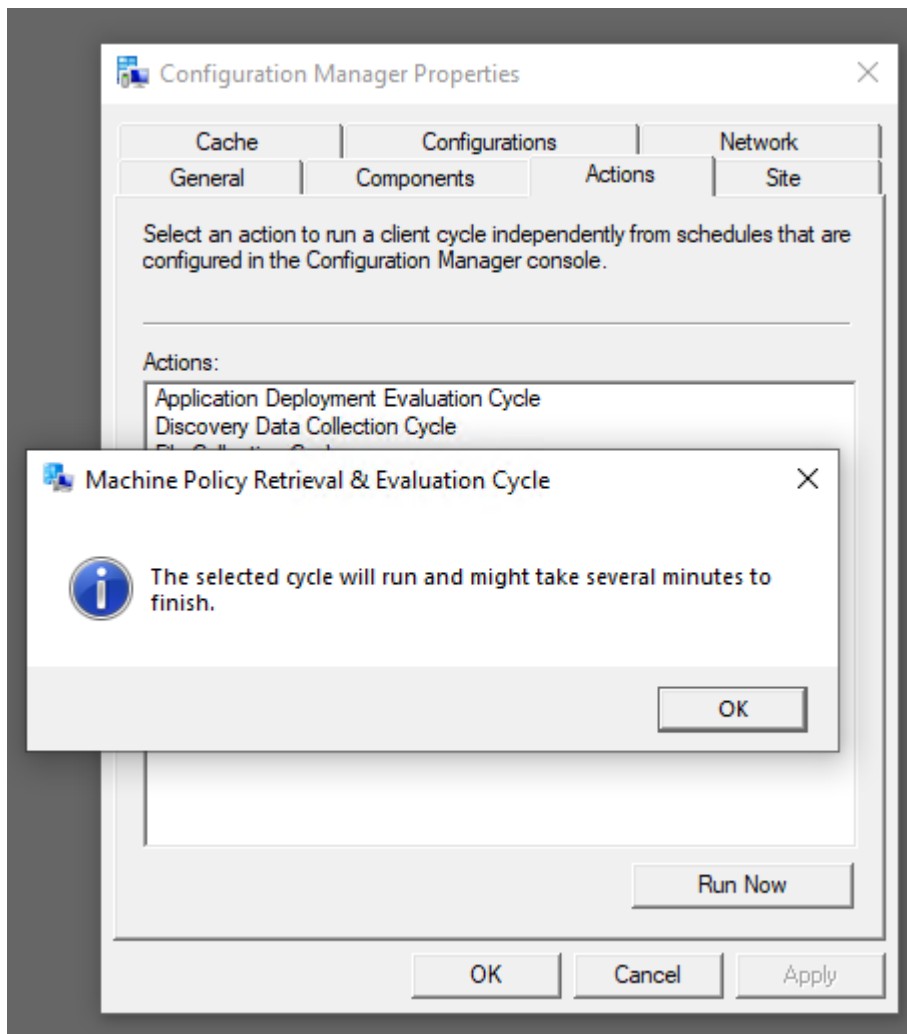 Configuration Manager Properties
Cache
Configurations
Network
General
Components
Actions
Site
Select an action to run a client cycle independently from schedules that are
configured in the Configuration Manager console.
Actions:
Application Deployment Evaluation Cycle
Discovery Data Collection Cycle
Machine Policy Retrieval & Evaluation Cycle
The selected cycle will run and might take several minutes to
finish.
OK
Run Now
OK
Cancel
Apply